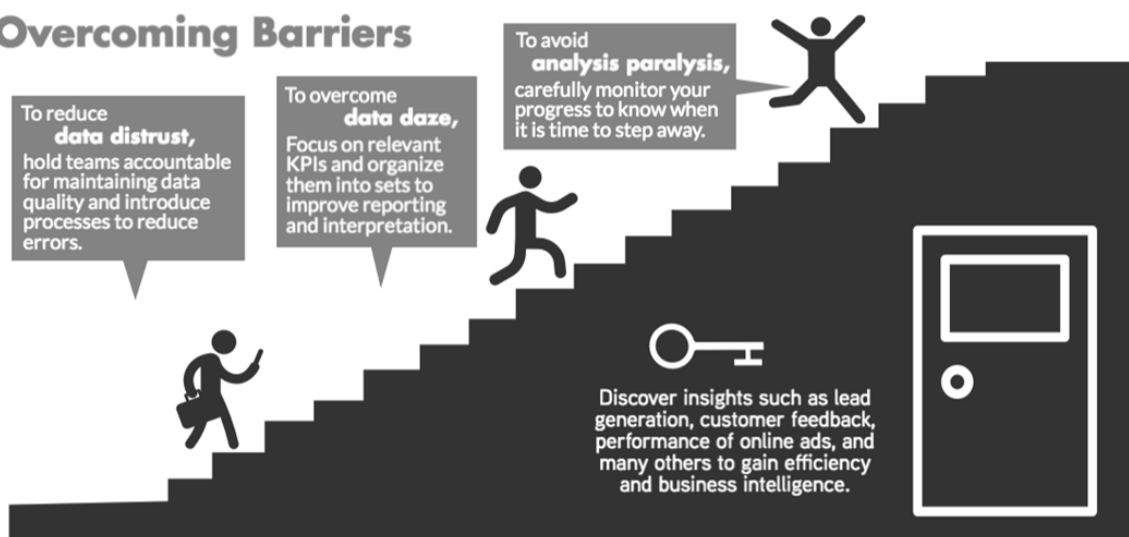 Overcoming Barriers
To reduce
data distrust,
hold teams accountable
for maintaining data
quality and introduce
processes to reduce
errors.
To overcome
data daze,
Focus on relevant
KPIs and organize
them into sets to
improve reporting
and interpretation.
To avoid
analysis paralysis,
carefully monitor your
progress to know when
it is time to step away.
Discover insights such as lead
generation, customer feedback,
performance of online ads, and
many others to gain efficiency
and business intelligence.